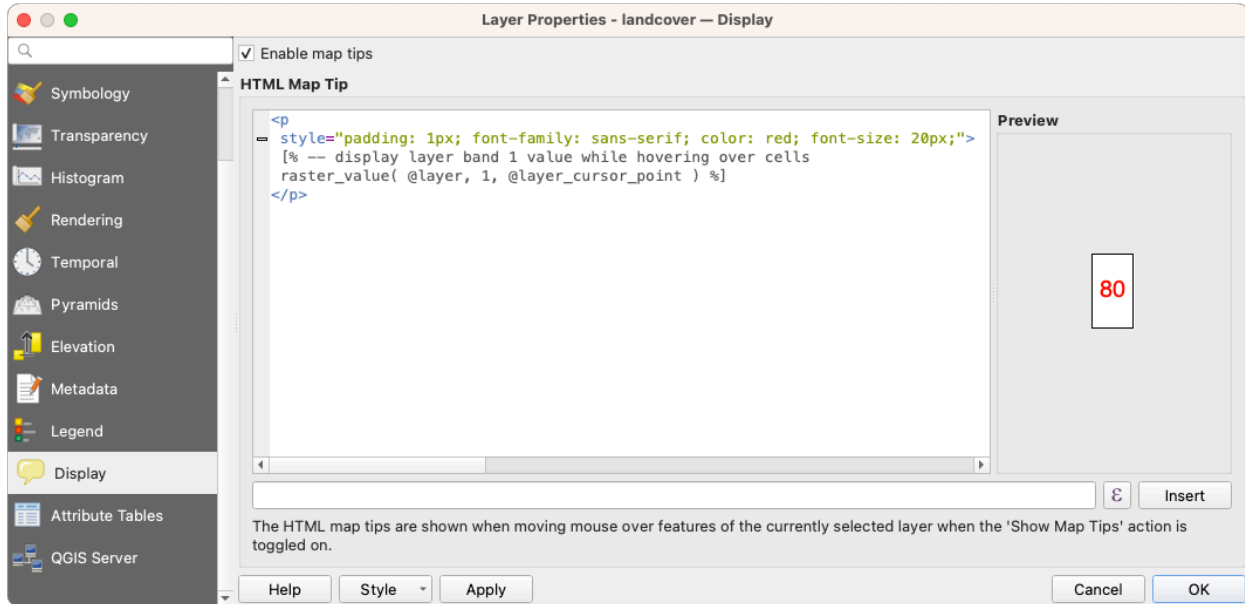 Layer Properties - landcover — Display
Enable map tips
HTML Map Tip
Symbology
Transparency
Histogram
Rendering
Temporal
Pyramids
Elevation
Metadata
Legend
Display
Attribute Tables
QGIS Server
<p
style="padding: 1px; font-family: sans-serif; color: red; font-size: 20px;">
[% -- display layer band 1 value while hovering over cells
raster_value( @layer, 1, @layer_cursor_point ) %]
</p>
Preview
80
ε Insert
The HTML map tips are shown when moving mouse over features of the currently selected layer when the 'Show Map Tips' action is
toggled on.
Help Style Apply Cancel OK